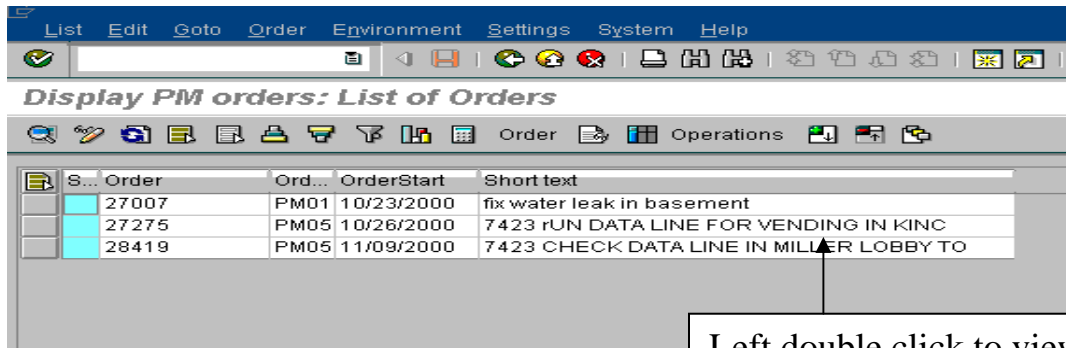 List Edit Goto Order Environment Settings System Help
Display PM orders: List of Orders
Order Operations
S... Order Ord... OrderStart Short text
27007 PM01 10/23/2000 fix water leak in basement
27275 PM05 10/26/2000 7423 rUN DATA LINE FOR VENDING IN KINC
28419 PM05 11/09/2000 7423 CHECK DATA LINE IN MILLER LOBBY TO
Left double click to view